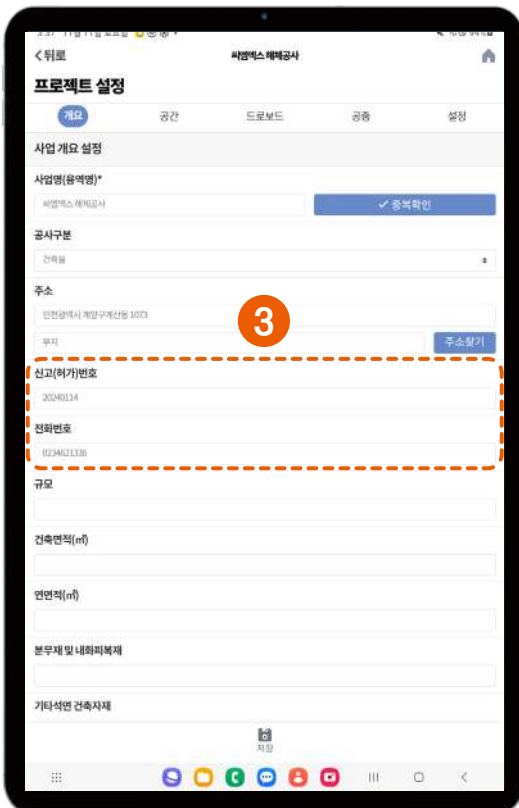 뒤로
씨엠엑스 해체공사
프로젝트 설정
개요 공간 드로보드 공종 설정
사업 개요 설정
사업명(용역명)*
씨엠엑스 해체공사
중복확인
공사구분
건축물
주소
인천광역시 계양구 계산동 1073
부지
주소찾기
3
신고(허가)번호
20240114
전화번호
0234621336
규모
건축면적(㎡)
연면적(㎡)
분무재 및 내화피복재
기타석면 건축자재
저장